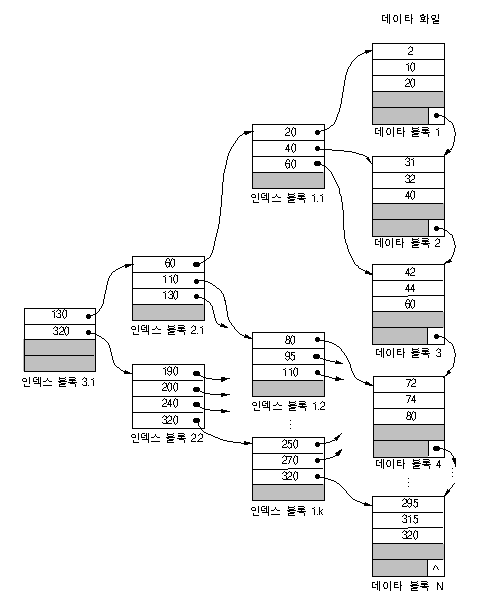 데이타 화일
2
10
20
데이타 블록 1
20
40
60
인덱스 블록 1.1
31
32
40
데이타 블록 2
60
110
130
인덱스 블록 2.1
42
44
60
데이타 블록 3
130
320
인덱스 블록 3.1
80
95
110
인덱스 블록 1.2
190
200
240
320
인덱스 블록 2.2
72
74
80
데이타 블록 4
250
270
320
인덱스 블록 1.k
295
315
320
^
데이타 블록 N